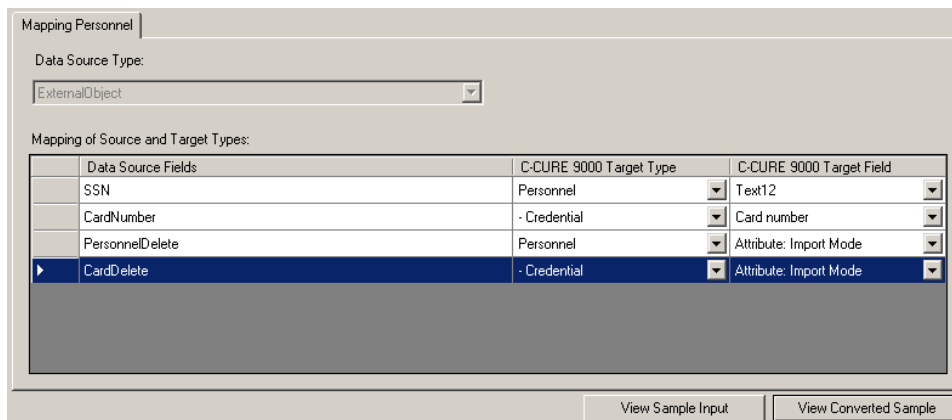 Mapping Personnel
Data Source Type:
ExternalObject
Mapping of Source and Target Types:
Data Source Fields C-CURE 9000 Target Type C-CURE 9000 Target Field
SSN Personnel Text12
CardNumber - Credential Card number
PersonnelDelete Personnel Attribute: Import Mode
CardDelete - Credential Attribute: Import Mode
View Sample Input View Converted Sample